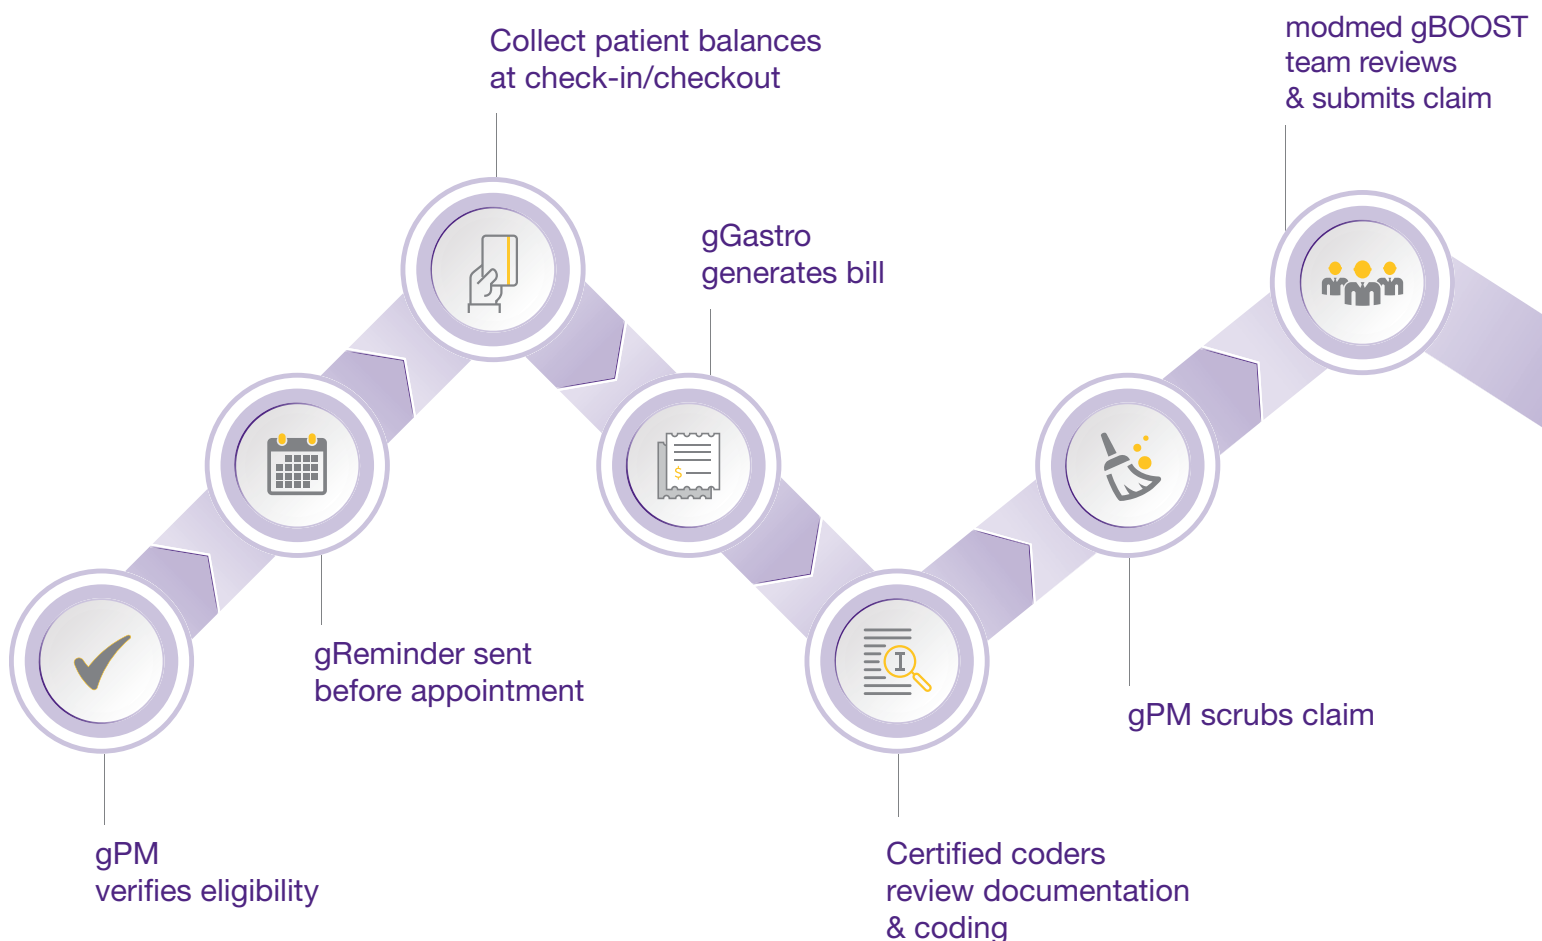 Collect patient balances
at check-in/checkout
modmed gBOOST
team reviews
& submits claim
gGastro
generates bill
$
I
gReminder sent
before appointment
gPM scrubs claim
gPM
verifies eligibility
Certified coders
review documentation
& coding